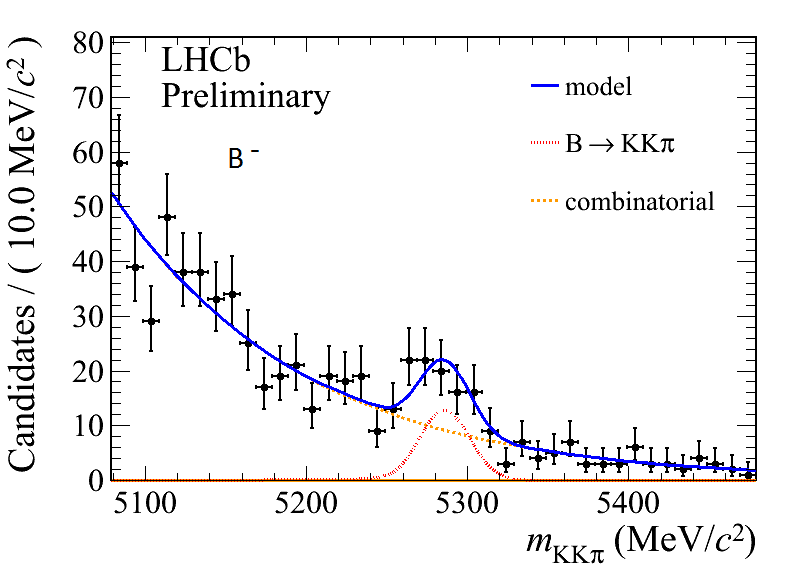 LHCb
Preliminary
B⁻
model
B → KKπ
combinatorial
Candidates / ( 10.0 MeV/c² )
80
70
60
50
40
30
20
10
0
5100 5200 5300 5400
m_KKπ (MeV/c²)